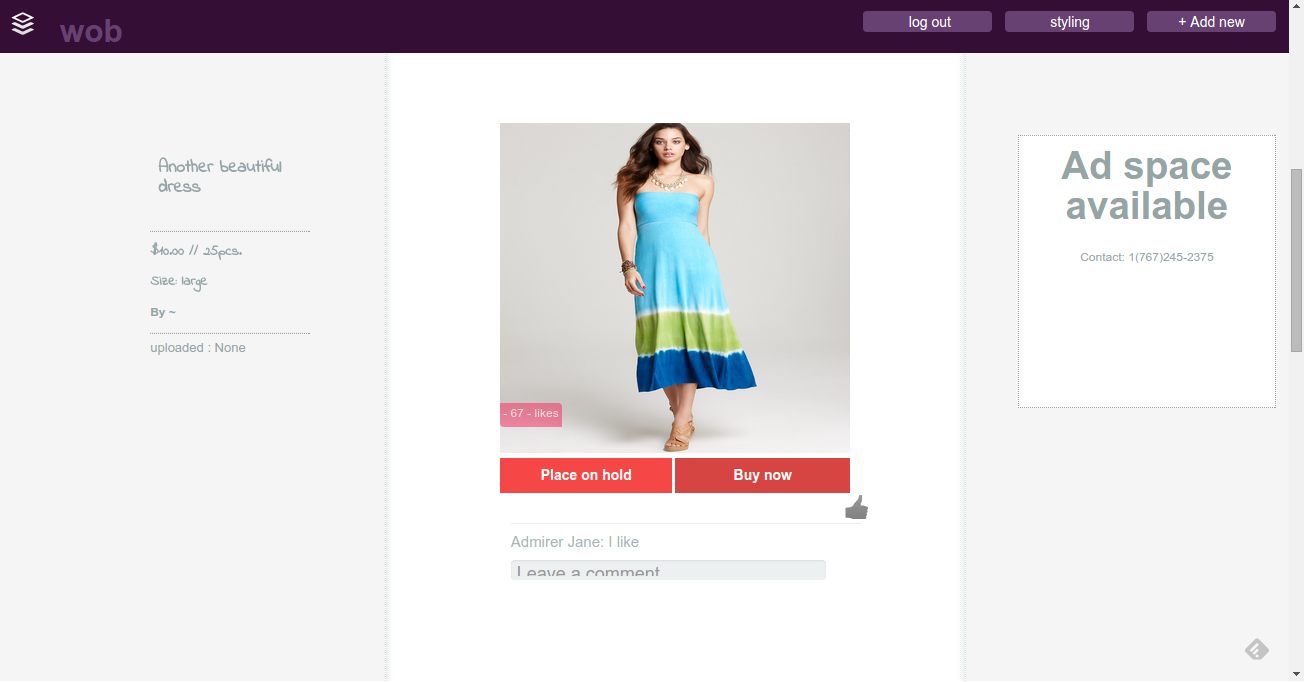 wob
log out
styling
+ Add new
Another beautiful
dress
$10.00 // 25pcs.
Size: large
By ~
uploaded : None
- 67 - likes
Place on hold
Buy now
Admirer Jane: I like
Leave a comment
Ad space
available
Contact: 1(767)245-2375